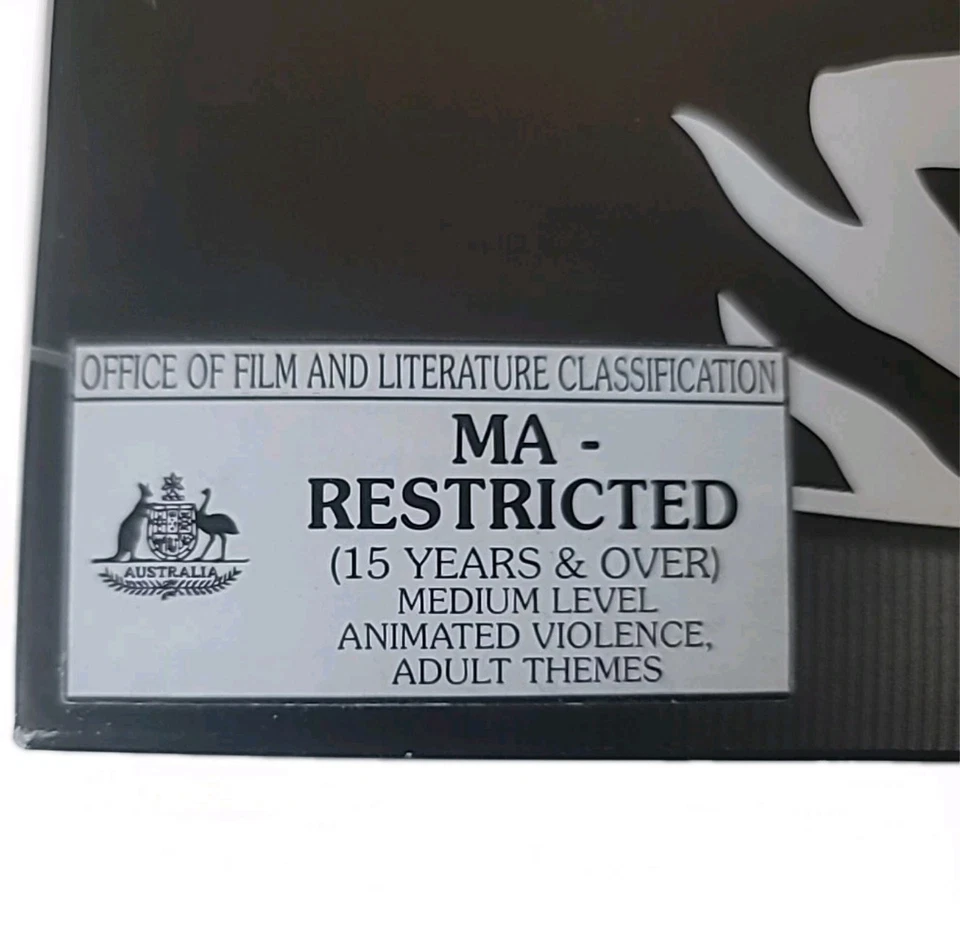 OFFICE OF FILM AND LITERATURE CLASSIFICATION
MA -
RESTRICTED
(15 YEARS & OVER)
MEDIUM LEVEL
ANIMATED VIOLENCE,
ADULT THEMES
AUSTRALIA